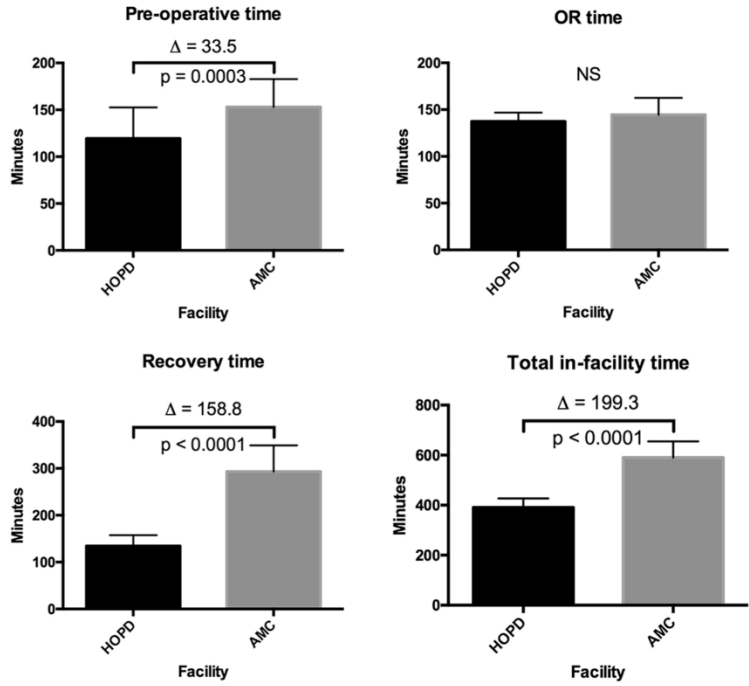 Pre-operative time
Δ = 33.5
p = 0.0003
200
150
100
50
0
Minutes
HOPD
AMC
Facility
OR time
NS
200
150
100
50
0
Minutes
HOPD
AMC
Facility
Recovery time
Δ = 158.8
p < 0.0001
400
300
200
100
0
Minutes
HOPD
AMC
Facility
Total in-facility time
Δ = 199.3
p < 0.0001
800
600
400
200
0
Minutes
HOPD
AMC
Facility